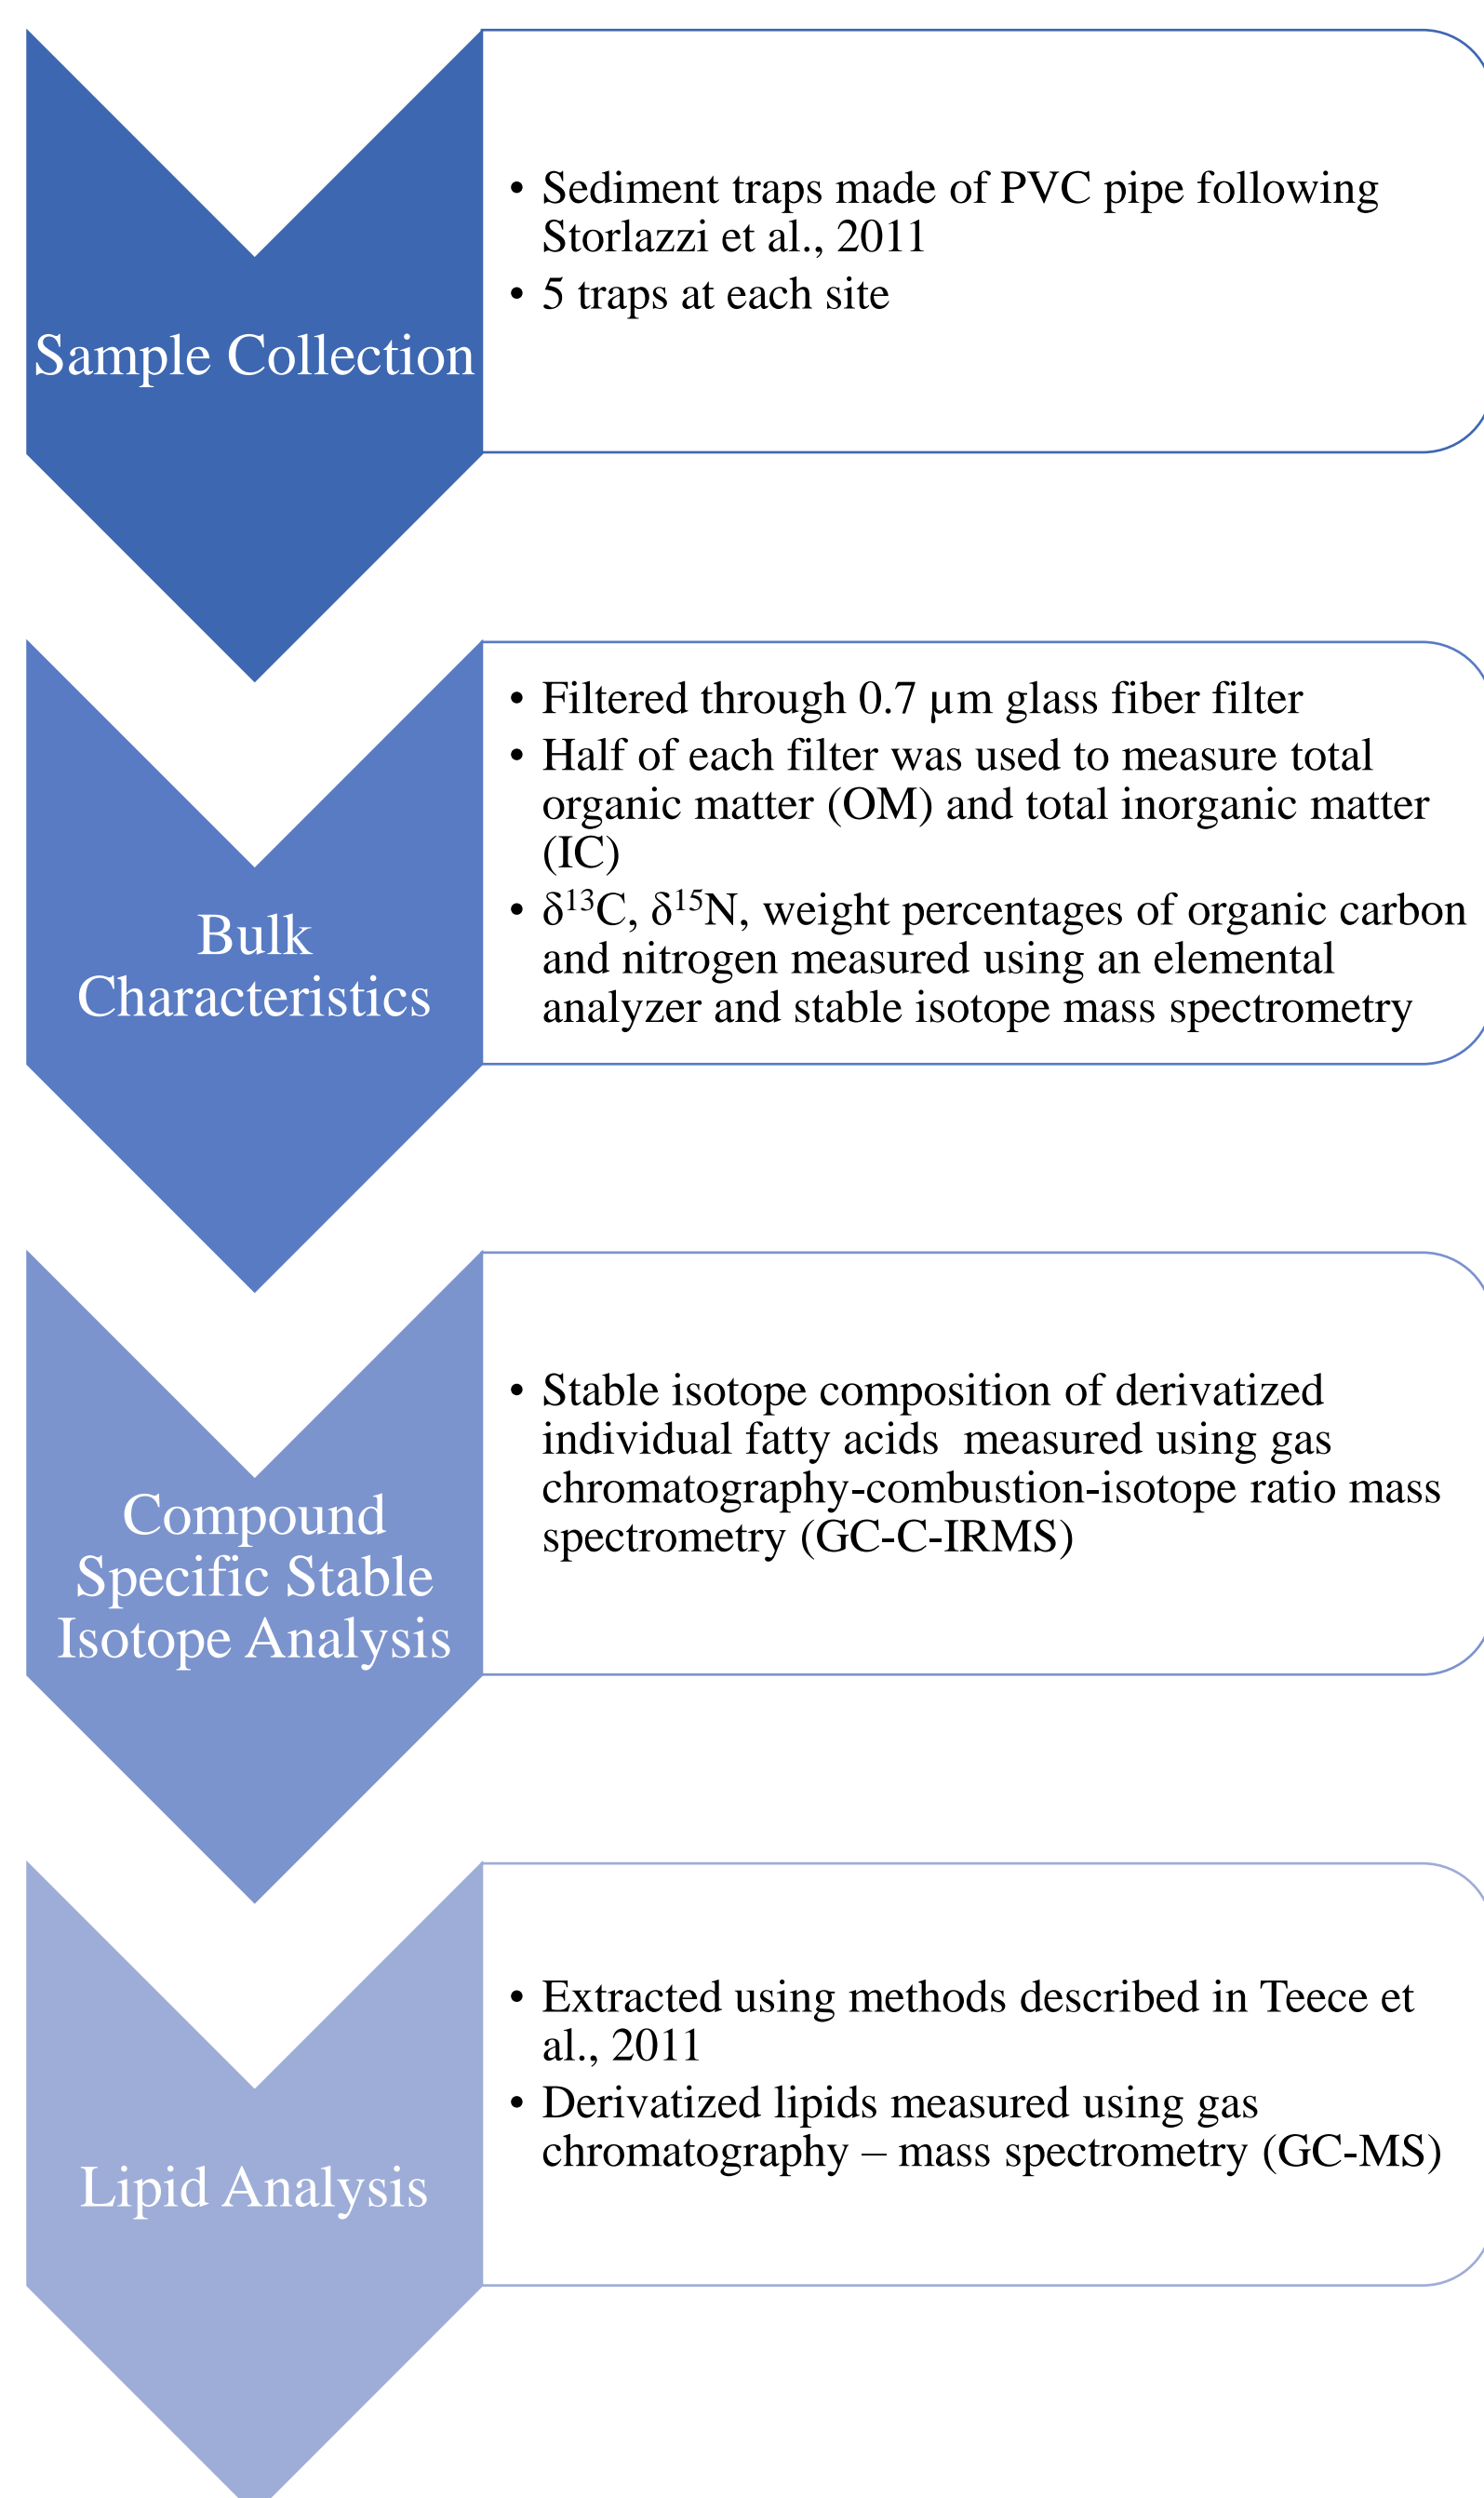 Sample Collection
• Sediment traps made of PVC pipe following
Storlazzi et al., 2011
• 5 traps at each site
Bulk
Characteristics
• Filtered through 0.7 µm glass fiber filter
• Half of each filter was used to measure total
organic matter (OM) and total inorganic matter
(IC)
• δ¹³C, δ¹⁵N, weight percentages of organic carbon
and nitrogen measured using an elemental
analyzer and stable isotope mass spectrometry
Compound
Specific Stable
Isotope Analysis
• Stable isotope composition of derivatized
individual fatty acids  measured using gas
chromatography-combustion-isotope ratio mass
spectrometry (GC-C-IRMS)
Lipid Analysis
• Extracted using methods described in Teece et
al., 2011
• Derivatized lipids measured using gas
chromatography – mass spectrometry (GC-MS)